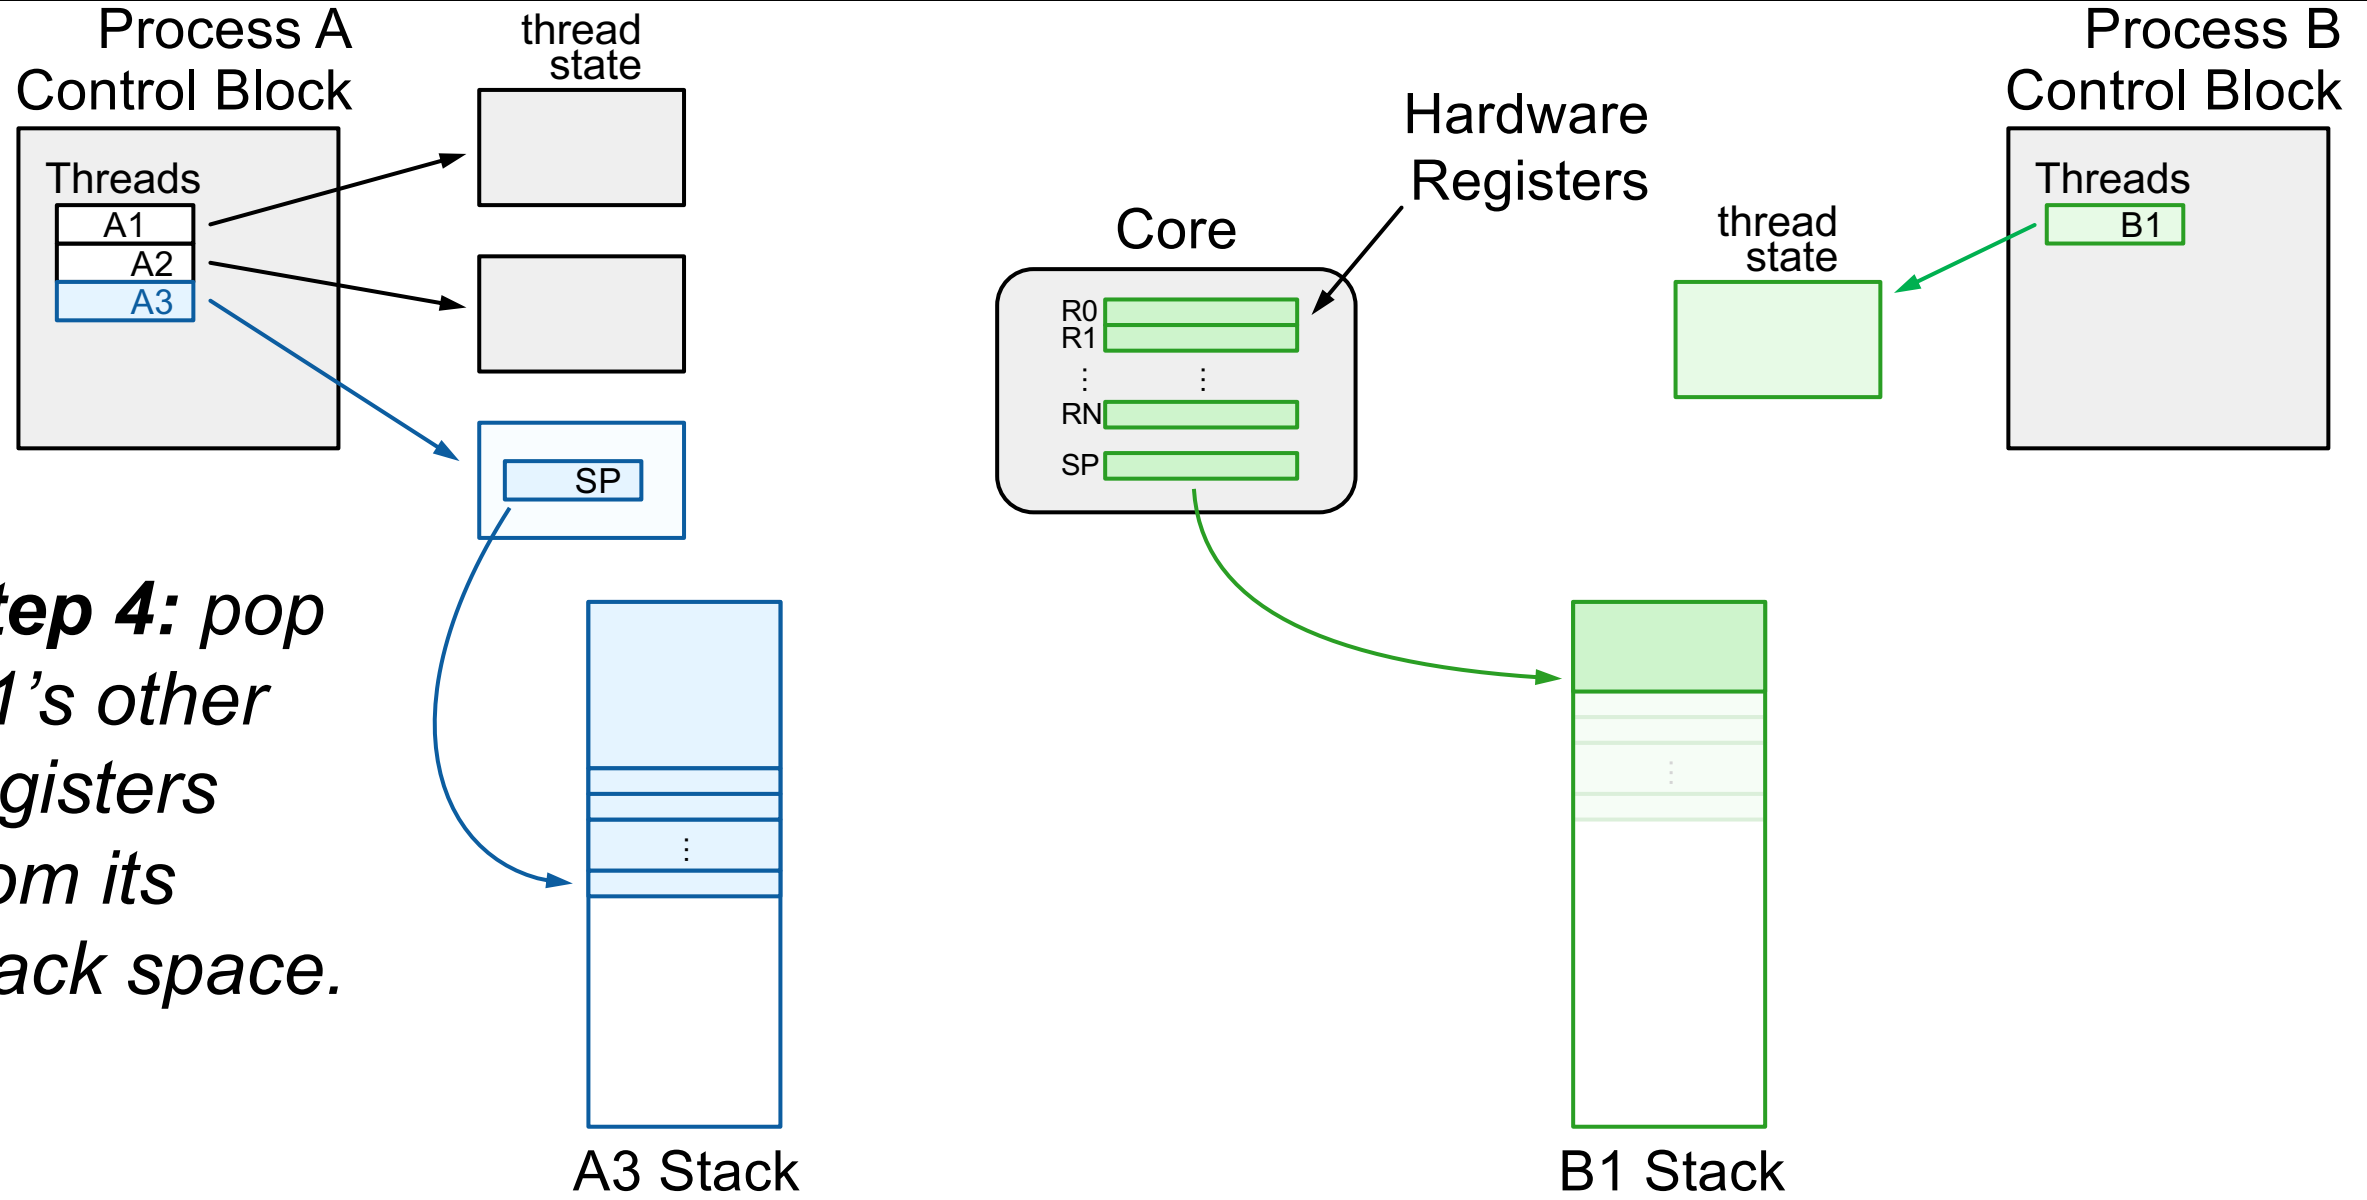 Process A
Control Block
thread
state
Threads
A1
A2
A3
SP
Hardware
Registers
Core
R0
R1
⋮ ⋮
RN
SP
Process B
Control Block
thread
state
Threads
B1
tep 4: pop
1’s other
gisters
om its
ack space.
⋮
A3 Stack
⋮
B1 Stack